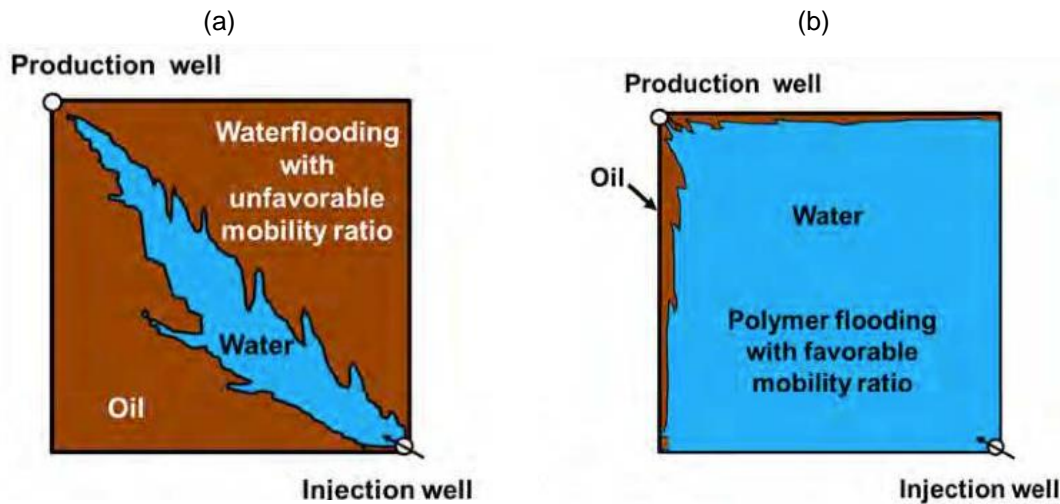 (a)
Production well
Waterflooding
with
unfavorable
mobility ratio
Water
Oil
Injection well
(b)
Production well
Oil
Water
Polymer flooding
with favorable
mobility ratio
Injection well